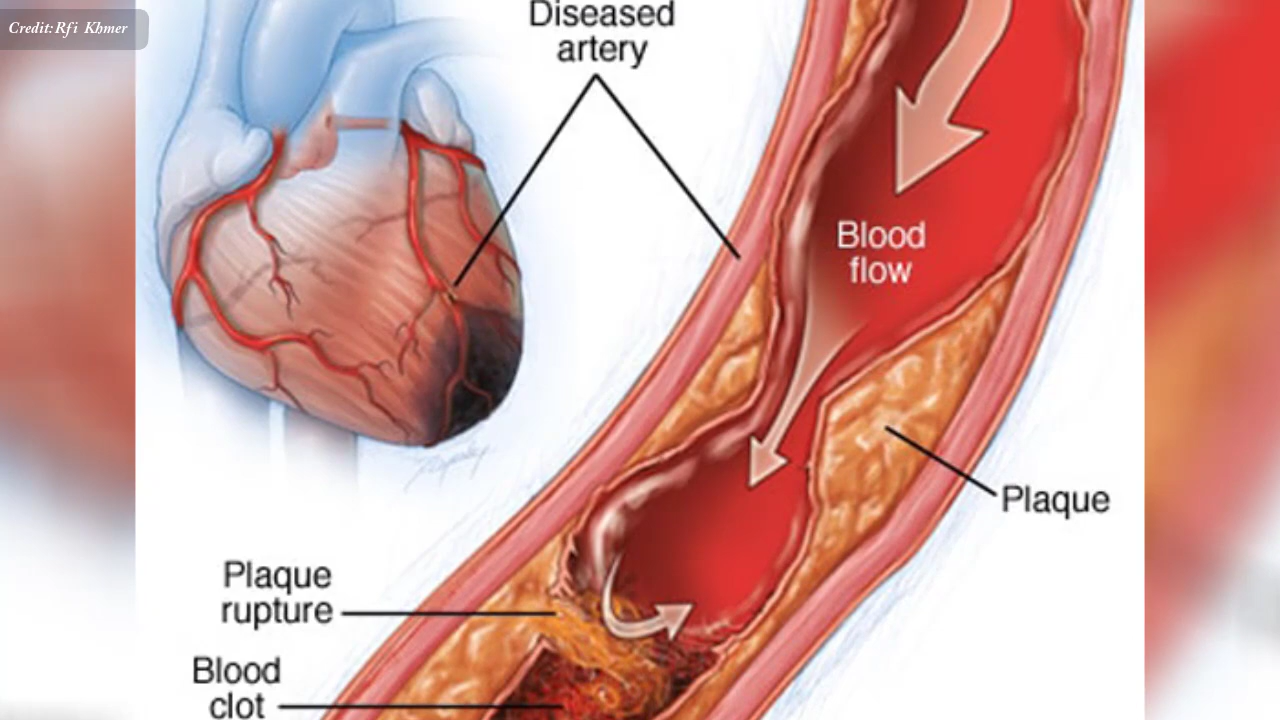 Credit:Rfi Khmer
Diseased
artery
Blood
flow
Plaque
Plaque
rupture
Blood
clot